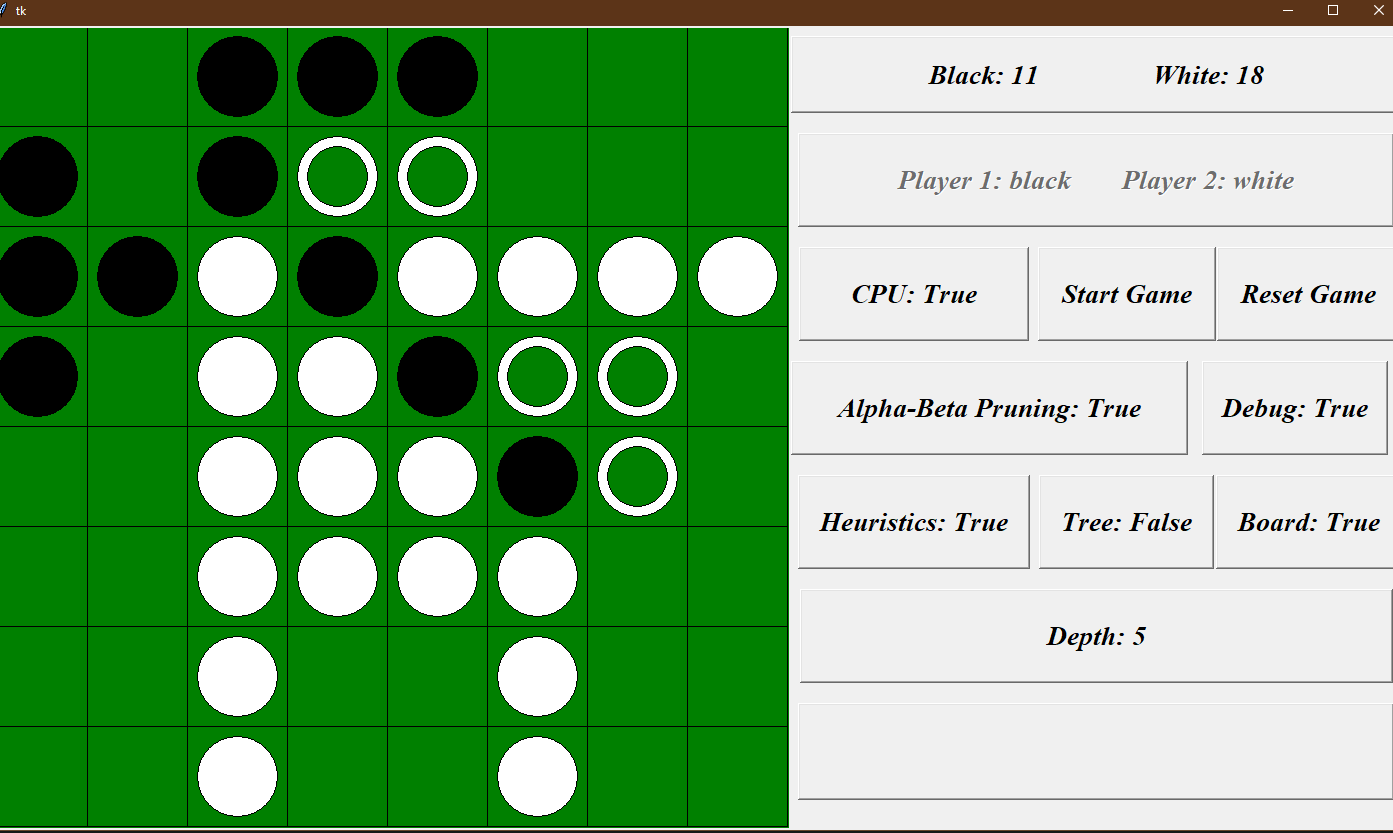 tk
Black: 11 White: 18
Player 1: black Player 2: white
CPU: True Start Game Reset Game
Alpha-Beta Pruning: True Debug: True
Heuristics: True Tree: False Board: True
Depth: 5